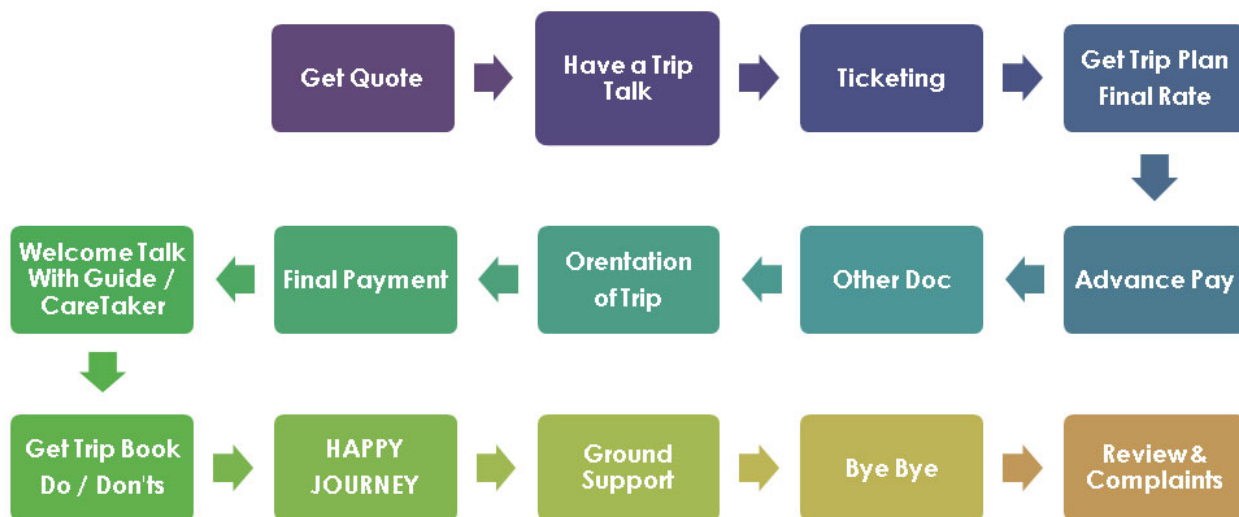 Get Quote
Have a Trip
Talk
Ticketing
Get Trip Plan
Final Rate
Advance Pay
Other Doc
Orentation
of Trip
Final Payment
Welcome Talk
With Guide /
CareTaker
Get Trip Book
Do / Don'ts
HAPPY
JOURNEY
Ground
Support
Bye Bye
Review &
Complaints